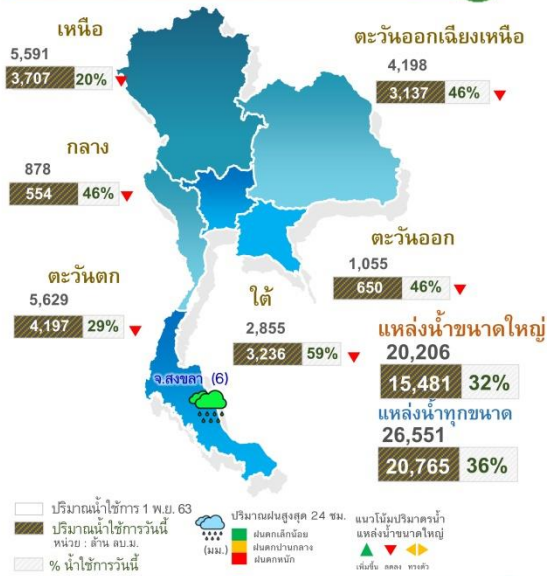 เหนือ
5,591
3,707 20%
ตะวันออกเฉียงเหนือ
4,198
3,137 46%
กลาง
878
554 46%
ตะวันออก
1,055
650 46%
ตะวันตก
5,629
4,197 29%
ใต้
2,855
3,236 59%
จ.สงขลา (6)
แหล่งน้ำขนาดใหญ่
20,206
15,481 32%
แหล่งน้ำทุกขนาด
26,551
20,765 36%
ปริมาณน้ำใช้การ 1 พ.ย. 63
ปริมาณน้ำใช้การวันนี้
หน่วย : ล้าน ลบ.ม.
% น้ำใช้การวันนี้
ปริมาณฝนสูงสุด 24 ชม.
(มม.)
ฝนตกเล็กน้อย
ฝนตกปานกลาง
ฝนตกหนัก
แนวโน้มปริมาตรน้ำ
แหล่งน้ำขนาดใหญ่
เพิ่มขึ้น ลดลง ทรงตัว